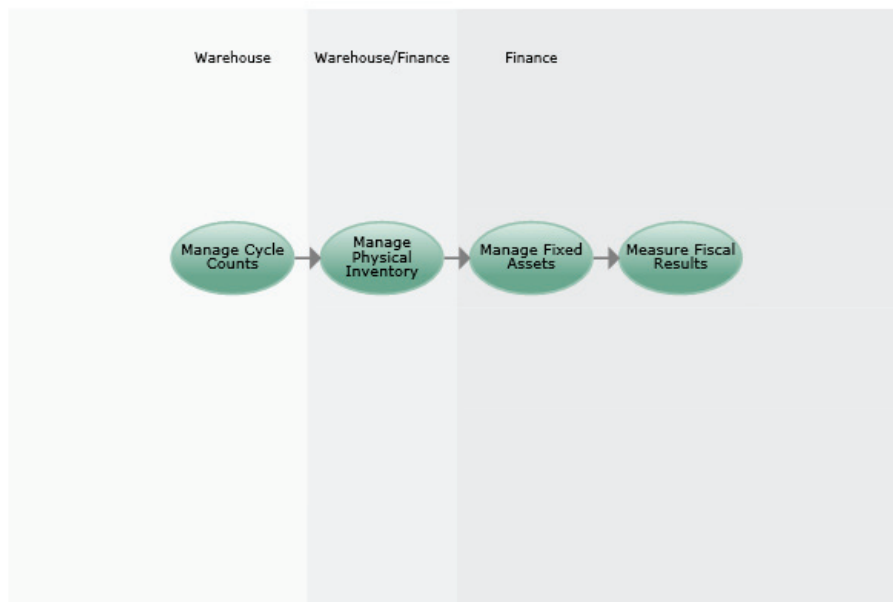 Warehouse
Warehouse/Finance
Finance
Manage Cycle
Counts
Manage
Physical
Inventory
Manage Fixed
Assets
Measure Fiscal
Results